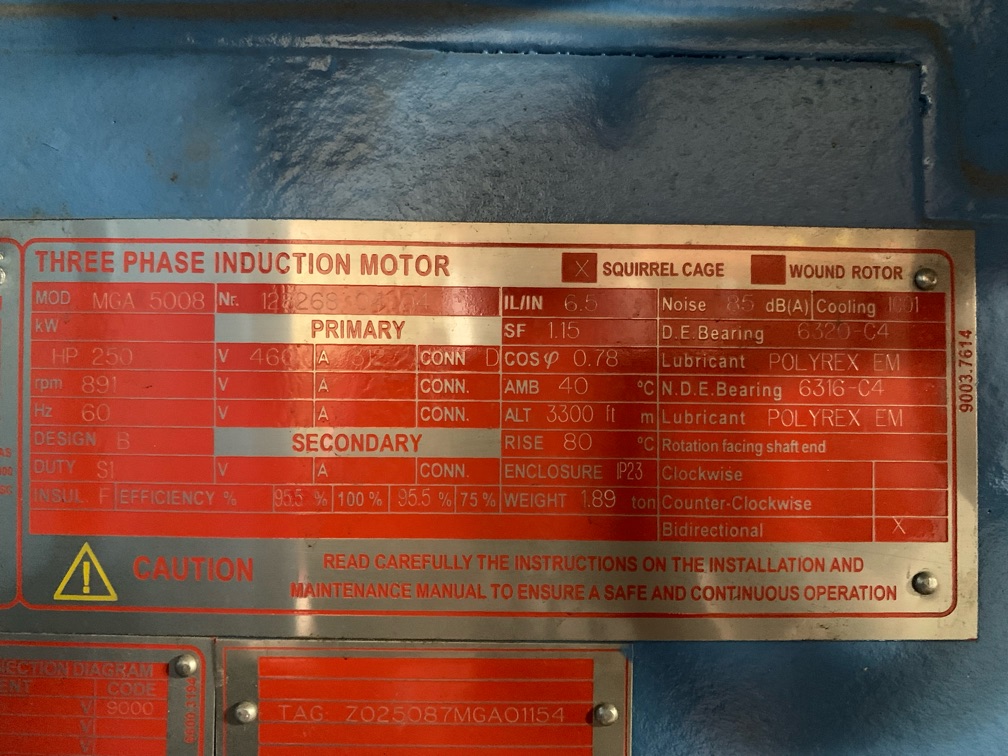 THREE PHASE INDUCTION MOTOR X SQUIRREL CAGE WOUND ROTOR
MOD MGA 5008 Nr. IL/IN 6.5 Noise 85 dB(A) Cooling
kW PRIMARY SF 1.15 D.E.Bearing 6320-C4
HP 250 V 460 A CONN D COS φ 0.78 Lubricant POLYREX EM
rpm 891 V A CONN. AMB 40 °C N.D.E.Bearing 6316-C4
Hz 60 V A CONN. ALT 3300 ft m Lubricant POLYREX EM
DESIGN B SECONDARY RISE 80 °C Rotation facing shaft end
DUTY S1 V A CONN. ENCLOSURE IP23 Clockwise
INSUL. F EFFICIENCY % 95.5 % 100 % 95.5 % 75 % WEIGHT 1.89 ton Counter-Clockwise
Bidirectional X
9003.7614
CAUTION
READ CAREFULLY THE INSTRUCTIONS ON THE INSTALLATION AND
MAINTENANCE MANUAL TO ENSURE A SAFE AND CONTINUOUS OPERATION
DIAGRAM
CODE
V 9000
V
V
TAG: Z025087MGA01154